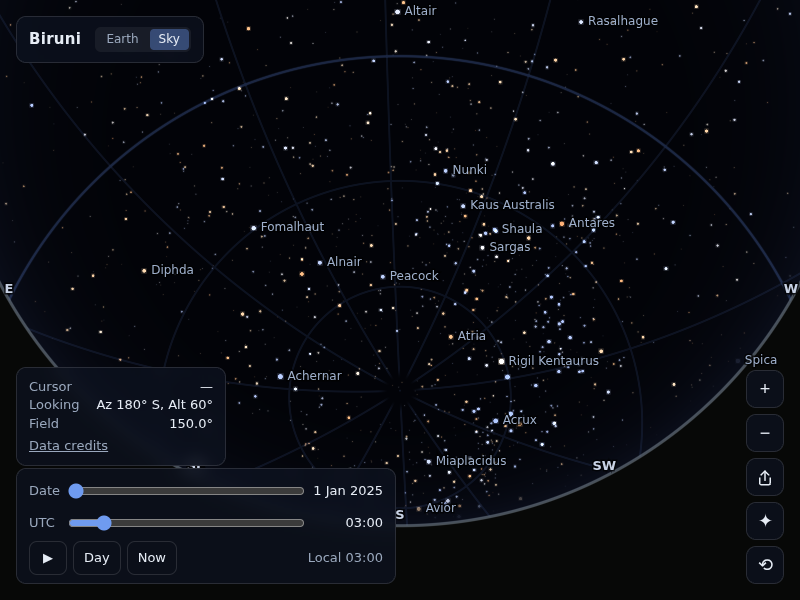 Biruni Earth Sky
Altair
Rasalhague
Nunki
Kaus Australis
Shaula
Antares
Fomalhaut
Sargas
Alnair
Diphda
Peacock
E
W
Atria
Rigil Kentaurus
Spica
Achernar
Cursor —
Looking Az 180° S, Alt 60°
Field 150.0°
Data credits
+
−
Acrux
Miaplacidus
SW
Avior
S
Date 1 Jan 2025
UTC 03:00
▶ Day Now Local 03:00